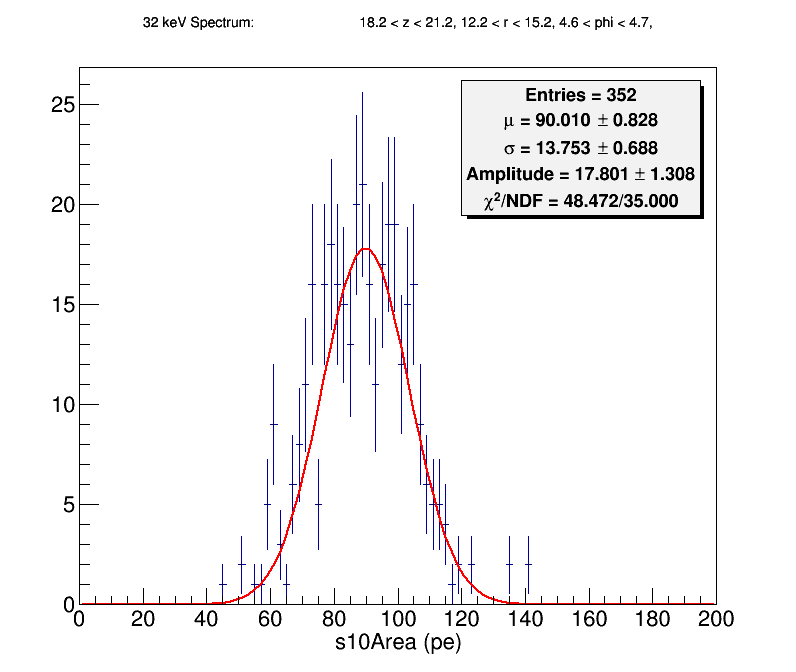 32 keV Spectrum: 18.2 < z < 21.2, 12.2 < r < 15.2, 4.6 < phi < 4.7,
Entries = 352
μ = 90.010 ± 0.828
σ = 13.753 ± 0.688
Amplitude = 17.801 ± 1.308
χ²/NDF = 48.472/35.000
25
20
15
10
5
0
0 20 40 60 80 100 120 140 160 180 200
s10Area (pe)